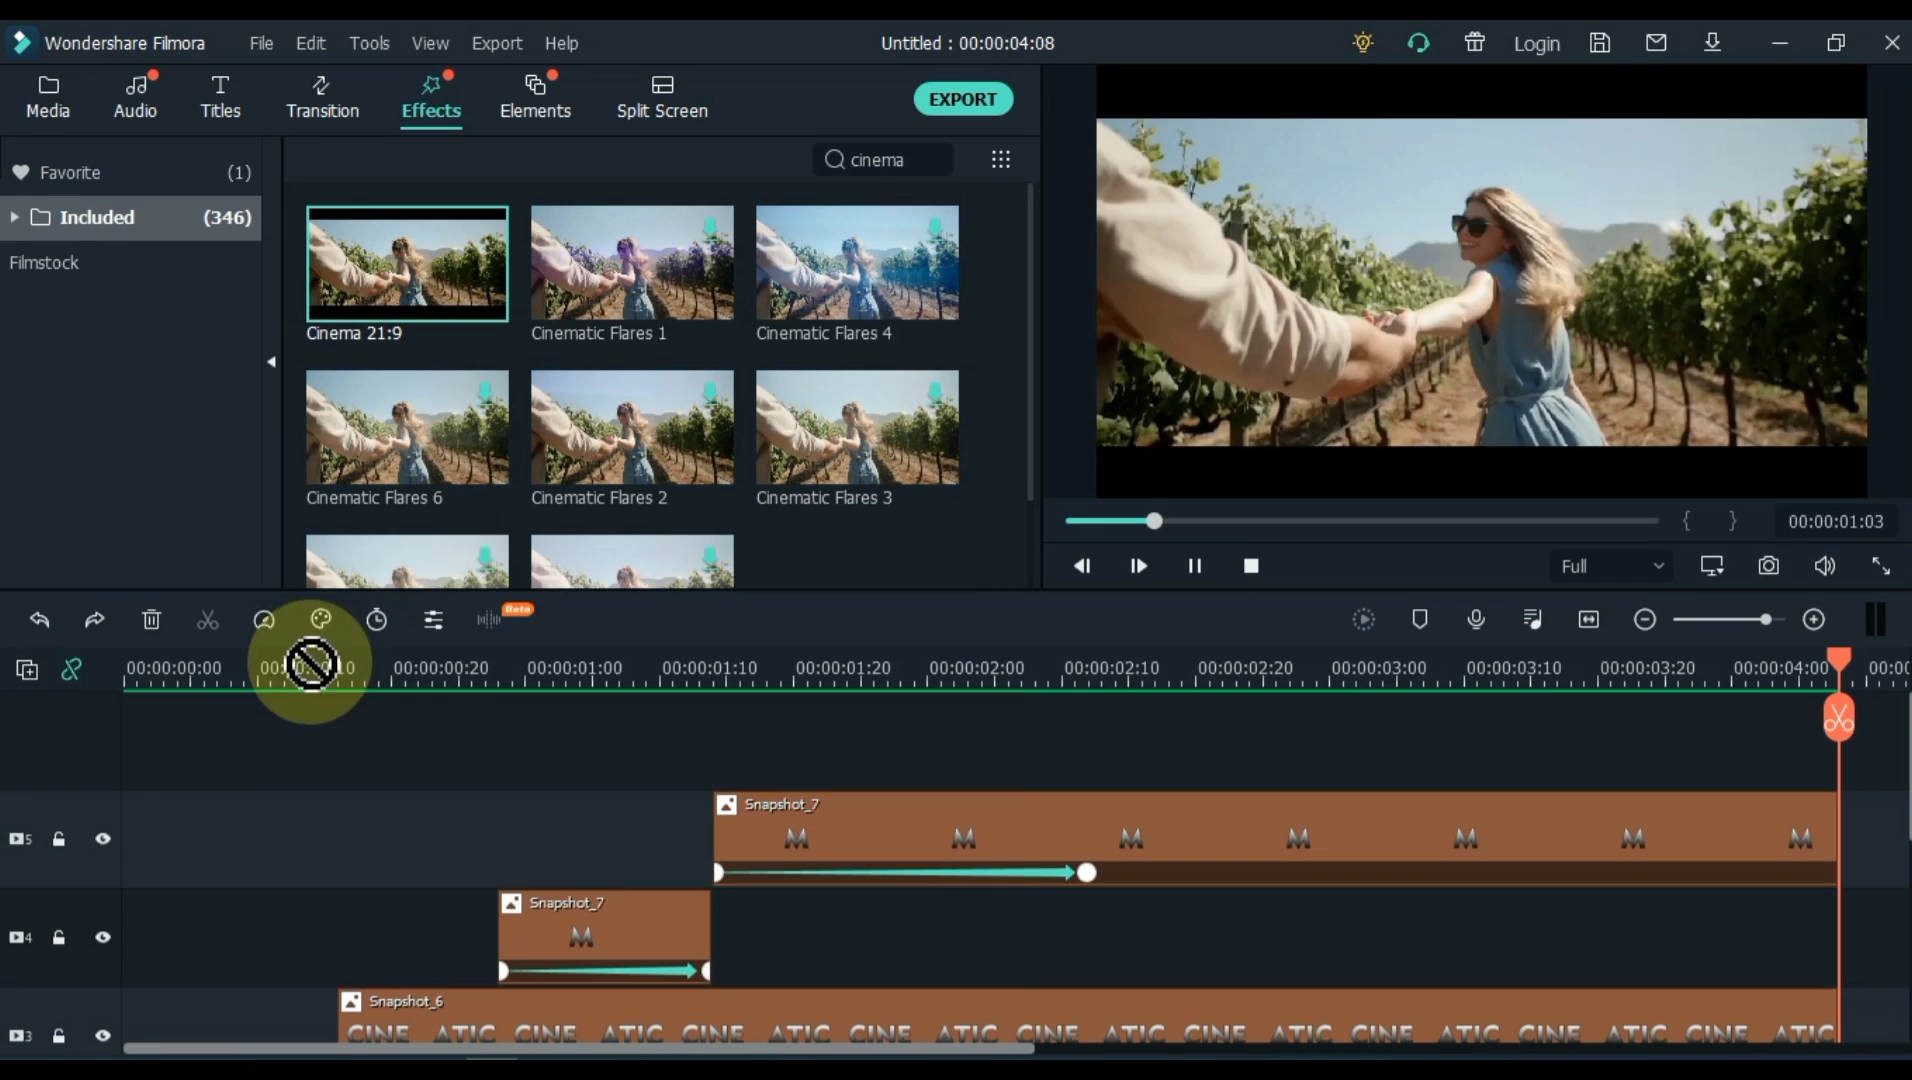 Wondershare Filmora File Edit Tools View Export Help Untitled : 00:00:04:08 Login
Media Audio Titles Transition Effects Elements Split Screen EXPORT
Favorite (1)
cinema
Included (346)
Filmstock
Cinema 21:9 Cinematic Flares 1 Cinematic Flares 4
Cinematic Flares 6 Cinematic Flares 2 Cinematic Flares 3
{ } 00:00:01:03
Full
Beta
00:00:00:00 00:00:00:20 00:00:01:00 00:00:01:10 00:00:01:20 00:00:02:00 00:00:02:10 00:00:02:20 00:00:03:00 00:00:03:10 00:00:03:20 00:00:04:00
Snapshot_7
5 M M M M M M M
Snapshot_7
4 M
Snapshot_6
3 CINE ATIC CINE ATIC CINE ATIC CINE ATIC CINE ATIC CINE ATIC CINE ATIC CINE ATIC CINE ATIC